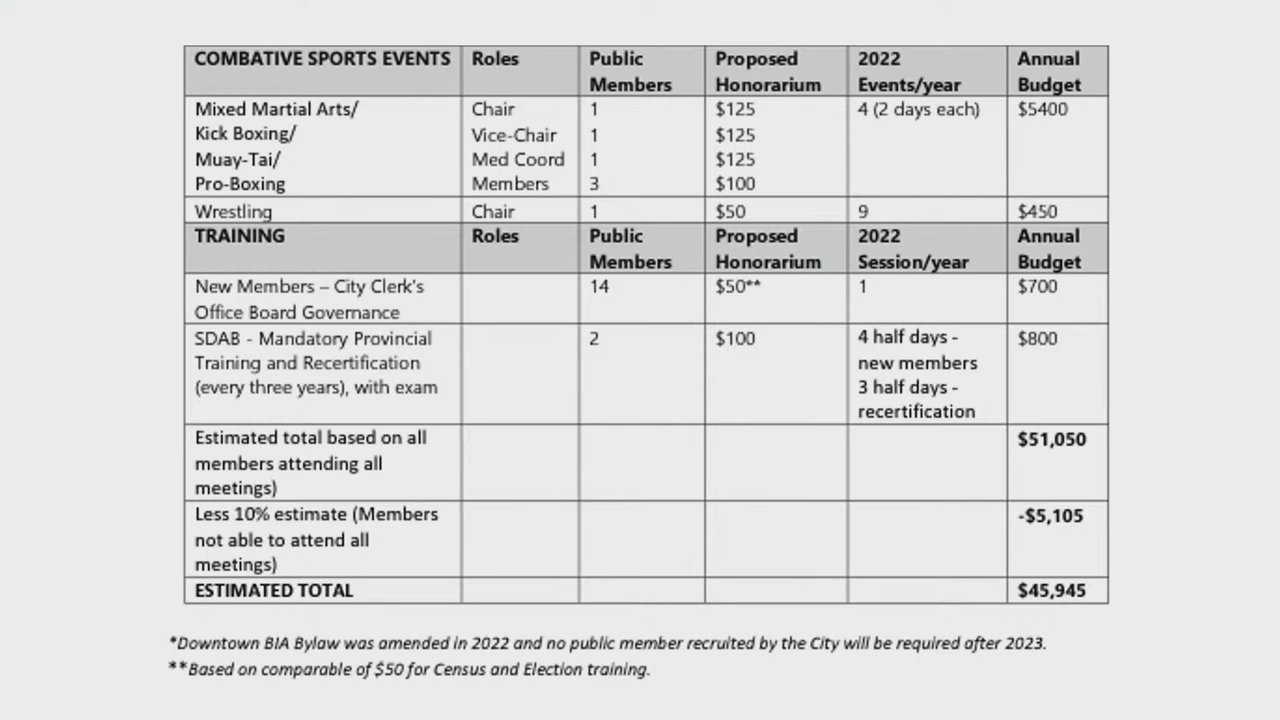 COMBATIVE SPORTS EVENTS Roles Public Members Proposed Honorarium 2022 Events/year Annual Budget
Mixed Martial Arts/ Chair 1 $125 4 (2 days each) $5400
Kick Boxing/ Vice-Chair 1 $125
Muay-Tai/ Med Coord 1 $125
Pro-Boxing Members 3 $100
Wrestling Chair 1 $50 9 $450
TRAINING Roles Public Members Proposed Honorarium 2022 Session/year Annual Budget
New Members – City Clerk's 14 $50** 1 $700
Office Board Governance
SDAB - Mandatory Provincial 2 $100 4 half days - $800
Training and Recertification new members
(every three years), with exam 3 half days -
recertification
Estimated total based on all $51,050
members attending all
meetings)
Less 10% estimate (Members -$5,105
not able to attend all
meetings)
ESTIMATED TOTAL $45,945
*Downtown BIA Bylaw was amended in 2022 and no public member recruited by the City will be required after 2023.
**Based on comparable of $50 for Census and Election training.